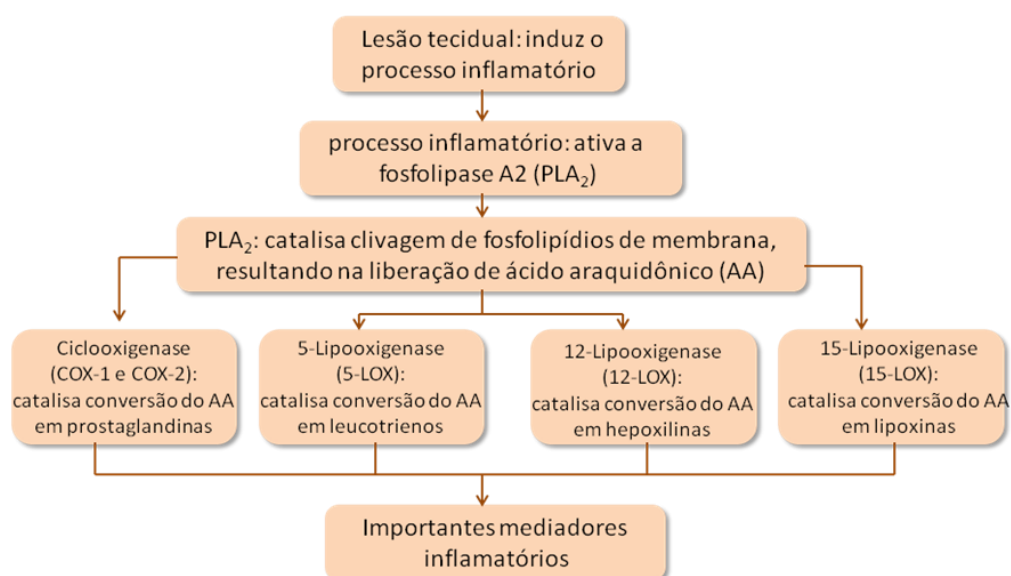 Lesão tecidual: induz o
processo inflamatório
processo inflamatório: ativa a
fosfolipase A2 (PLA₂)
PLA₂: catalisa clivagem de fosfolipídios de membrana,
resultando na liberação de ácido araquidônico (AA)
Ciclooxigenase
(COX-1 e COX-2):
catalisa conversão do AA
em prostaglandinas
5-Lipooxigenase
(5-LOX):
catalisa conversão do AA
em leucotrienos
12-Lipooxigenase
(12-LOX):
catalisa conversão do AA
em hepoxilinas
15-Lipooxigenase
(15-LOX):
catalisa conversão do AA
em lipoxinas
Importantes mediadores
inflamatórios